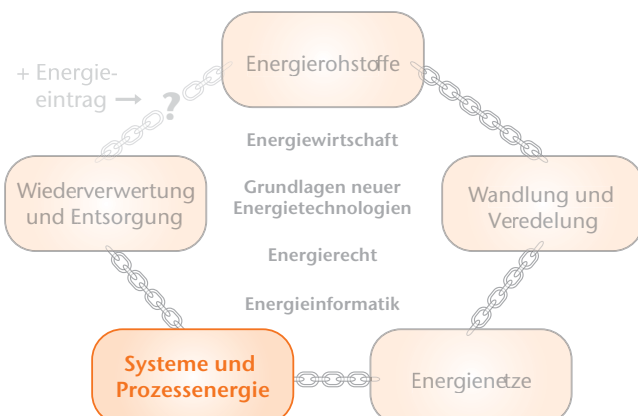 Energierohstoffe
+ Energie-
eintrag →
?
Energiewirtschaft
Wiederverwertung
und Entsorgung
Grundlagen neuer
Energietechnologien
Wandlung und
Veredelung
Energierecht
Energieinformatik
Systeme und
Prozessenergie
Energienetze